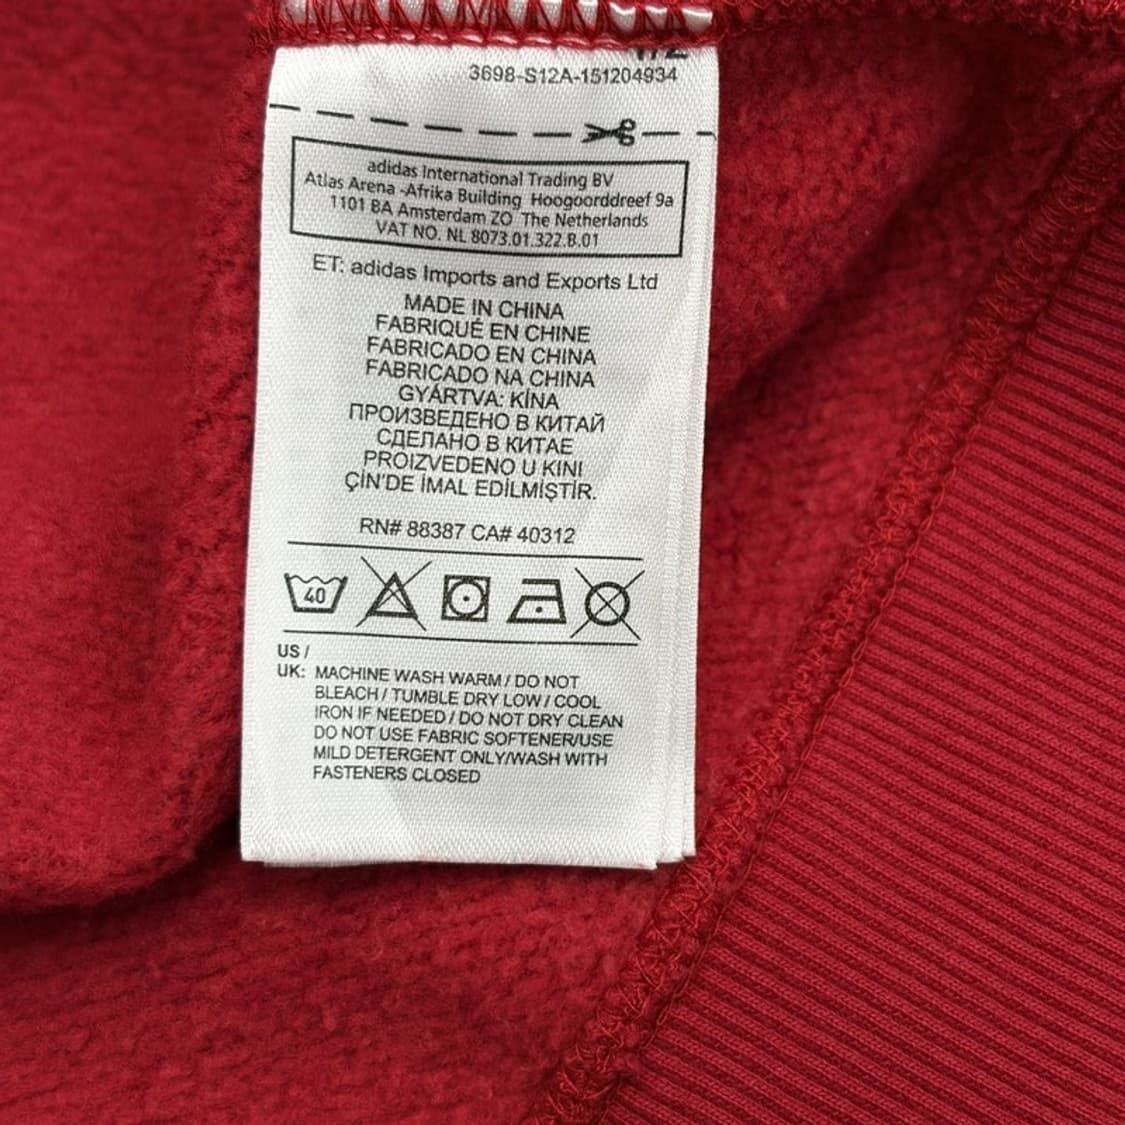 3698-S12A-151204934
adidas International Trading BV
Atlas Arena -Afrika Building Hoogoorddreef 9a
1101 BA Amsterdam ZO The Netherlands
VAT NO. NL 8073.01.322.B.01
ET: adidas Imports and Exports Ltd
MADE IN CHINA
FABRIQUÉ EN CHINE
FABRICADO EN CHINA
FABRICADO NA CHINA
GYÁRTVA: KÍNA
ПРОИЗВЕДЕНО В КИТАЙ
СДЕЛАНО В КИТАЕ
PROIZVEDENO U KINI
ÇİN'DE İMAL EDİLMİŞTİR.
RN# 88387 CA# 40312
40
US /
UK: MACHINE WASH WARM / DO NOT
BLEACH / TUMBLE DRY LOW / COOL
IRON IF NEEDED / DO NOT DRY CLEAN
DO NOT USE FABRIC SOFTENER/USE
MILD DETERGENT ONLY/WASH WITH
FASTENERS CLOSED